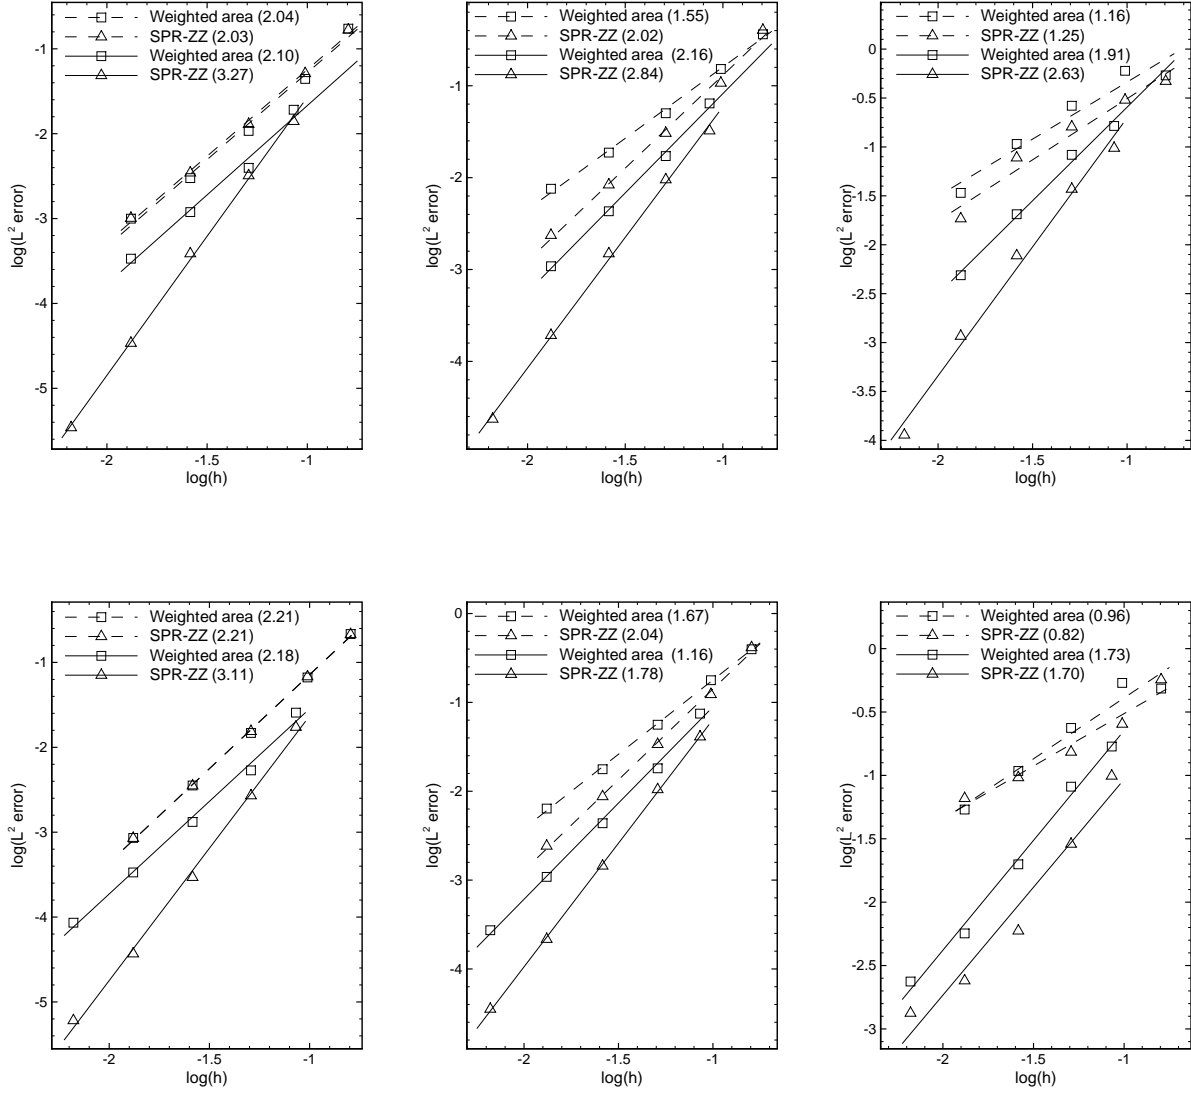 Weighted area (2.04)
SPR-ZZ (2.03)
Weighted area (2.10)
SPR-ZZ (3.27)
-1
-2
-3
-4
-5
log(L² error)
-2
-1.5
-1
log(h)
Weighted area (1.55)
SPR-ZZ (2.02)
Weighted area (2.16)
SPR-ZZ (2.84)
-1
-2
-3
-4
log(L² error)
-2
-1.5
-1
log(h)
Weighted area (1.16)
SPR-ZZ (1.25)
Weighted area (1.91)
SPR-ZZ (2.63)
0
-0.5
-1
-1.5
-2
-2.5
-3
-3.5
-4
log(L² error)
-2
-1.5
-1
log(h)
Weighted area (2.21)
SPR-ZZ (2.21)
Weighted area (2.18)
SPR-ZZ (3.11)
-1
-2
-3
-4
-5
log(L² error)
-2
-1.5
-1
log(h)
Weighted area (1.67)
SPR-ZZ (2.04)
Weighted area (1.16)
SPR-ZZ (1.78)
0
-1
-2
-3
-4
log(L² error)
-2
-1.5
-1
log(h)
Weighted area (0.96)
SPR-ZZ (0.82)
Weighted area (1.73)
SPR-ZZ (1.70)
0
-0.5
-1
-1.5
-2
-2.5
-3
log(L² error)
-2
-1.5
-1
log(h)